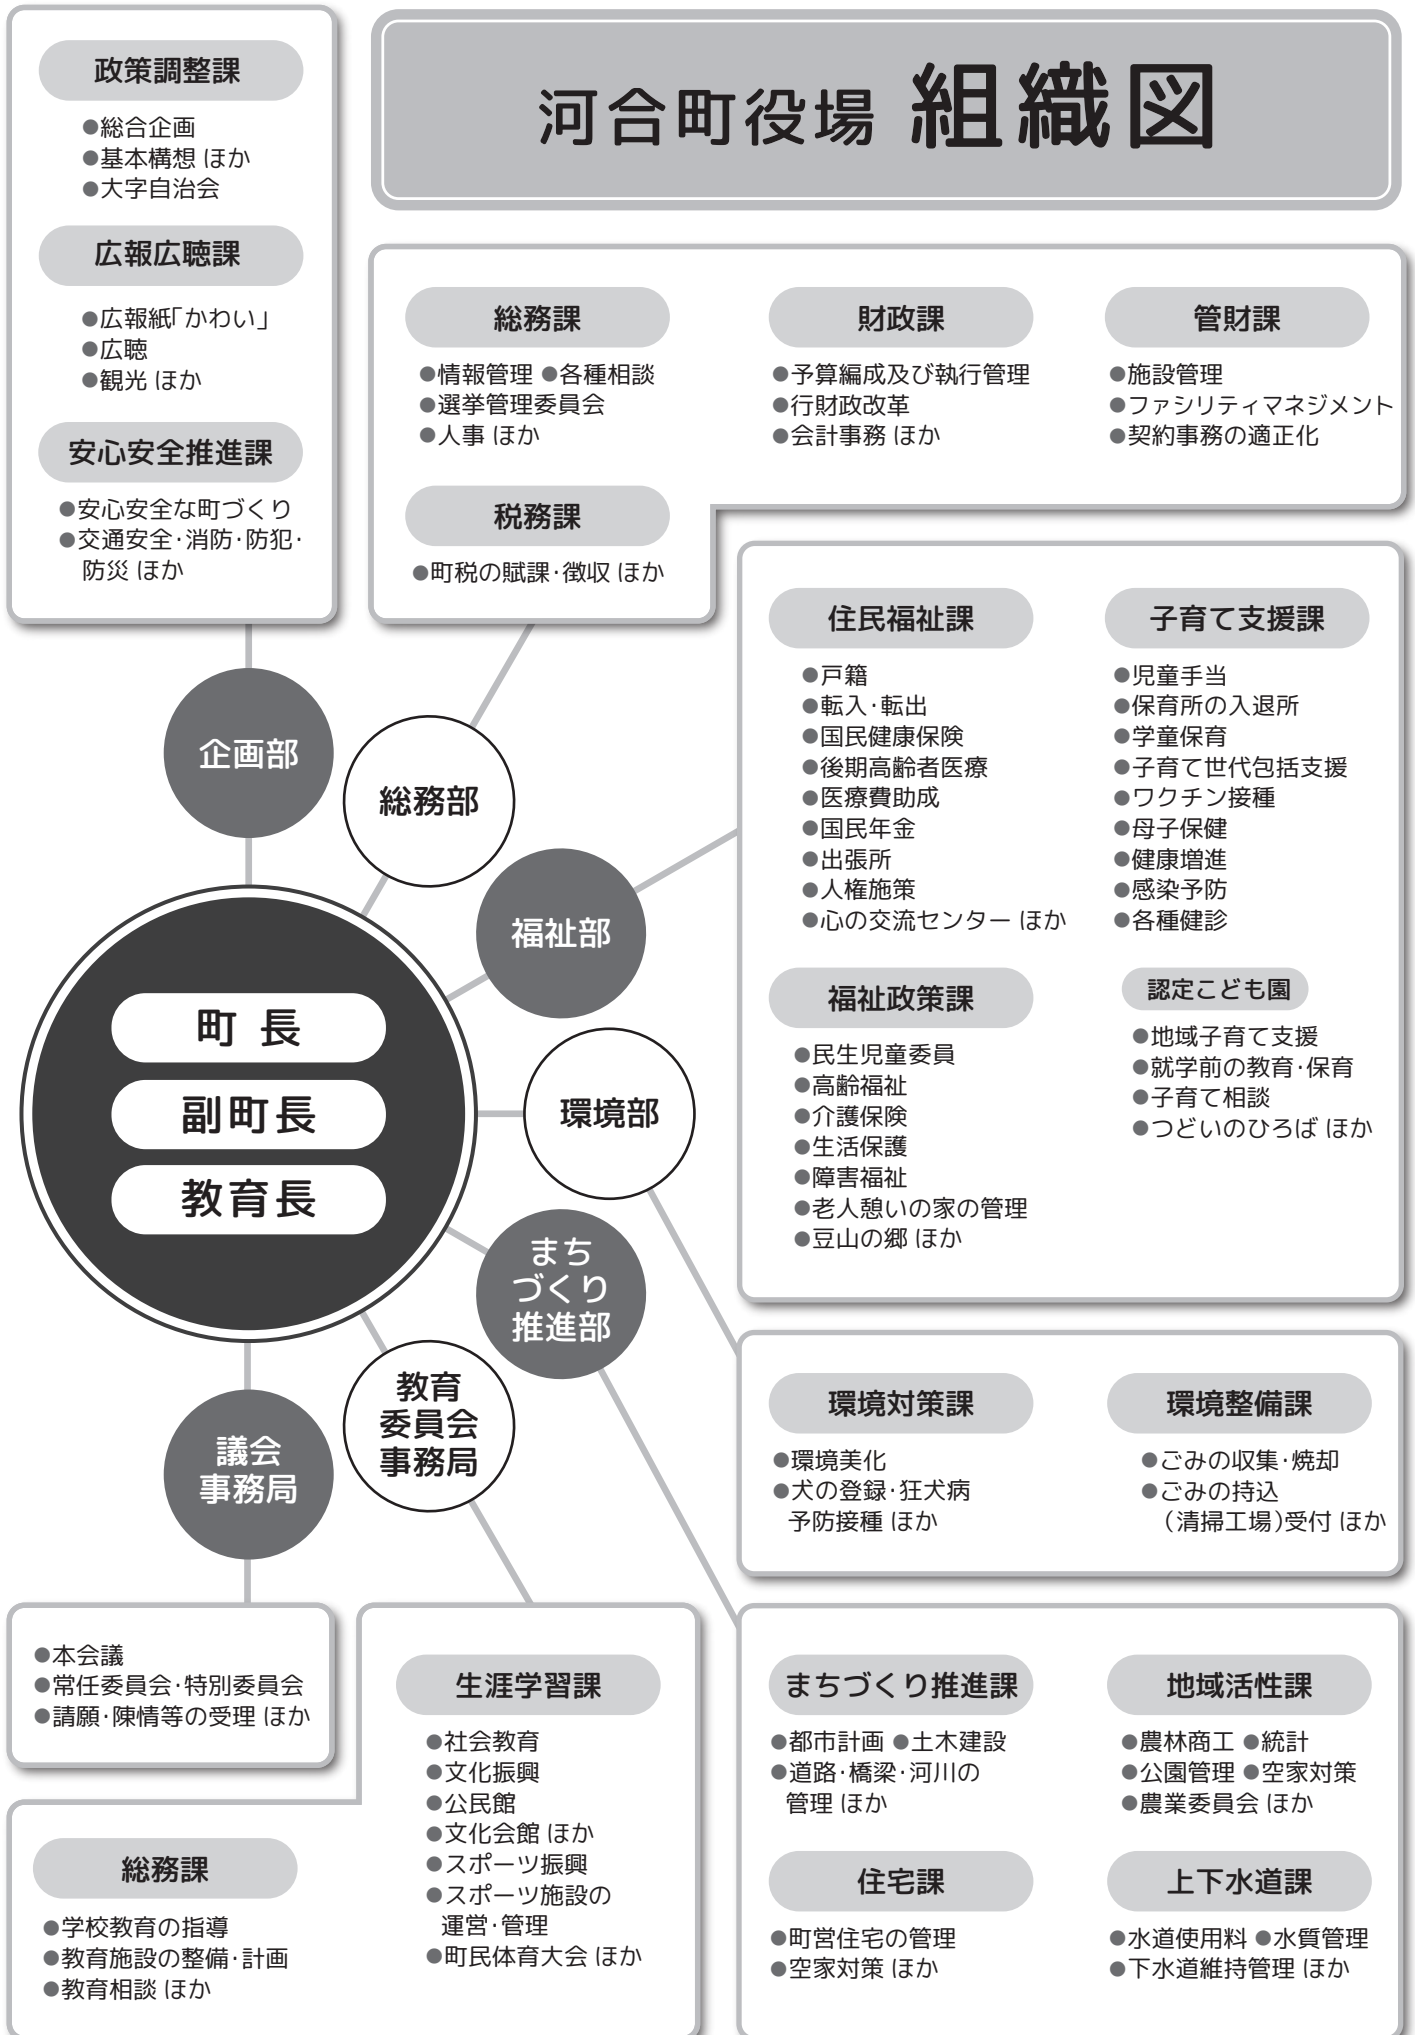 河合町役場 組織図
政策調整課
●総合企画
●基本構想 ほか
●大字自治会
広報広聴課
●広報紙「かわい」
●広聴
●観光 ほか
安心安全推進課
●安心安全な町づくり
●交通安全・消防・防犯・
防災 ほか
総務課
●情報管理 ●各種相談
●選挙管理委員会
●人事 ほか
財政課
●予算編成及び執行管理
●行財政改革
●会計事務 ほか
管財課
●施設管理
●ファシリティマネジメント
●契約事務の適正化
税務課
●町税の賦課・徴収 ほか
住民福祉課
●戸籍
●転入・転出
●国民健康保険
●後期高齢者医療
●医療費助成
●国民年金
●出張所
●人権施策
●心の交流センター ほか
子育て支援課
●児童手当
●保育所の入退所
●学童保育
●子育て世代包括支援
●ワクチン接種
●母子保健
●健康増進
●感染予防
●各種健診
福祉政策課
●民生児童委員
●高齢福祉
●介護保険
●生活保護
●障害福祉
●老人憩いの家の管理
●豆山の郷 ほか
認定こども園
●地域子育て支援
●就学前の教育・保育
●子育て相談
●つどいのひろば ほか
企画部
総務部
福祉部
環境部
まち
づくり
推進部
教育
委員会
事務局
議会
事務局
町 長
副町長
教育長
環境対策課
●環境美化
●犬の登録・狂犬病
予防接種 ほか
環境整備課
●ごみの収集・焼却
●ごみの持込
(清掃工場)受付 ほか
●本会議
●常任委員会・特別委員会
●請願・陳情等の受理 ほか
生涯学習課
●社会教育
●文化振興
●公民館
●文化会館 ほか
●スポーツ振興
●スポーツ施設の
運営・管理
●町民体育大会 ほか
総務課
●学校教育の指導
●教育施設の整備・計画
●教育相談 ほか
まちづくり推進課
●都市計画 ●土木建設
●道路・橋梁・河川の
管理 ほか
地域活性課
●農林商工 ●統計
●公園管理 ●空家対策
●農業委員会 ほか
住宅課
●町営住宅の管理
●空家対策 ほか
上下水道課
●水道使用料 ●水質管理
●下水道維持管理 ほか